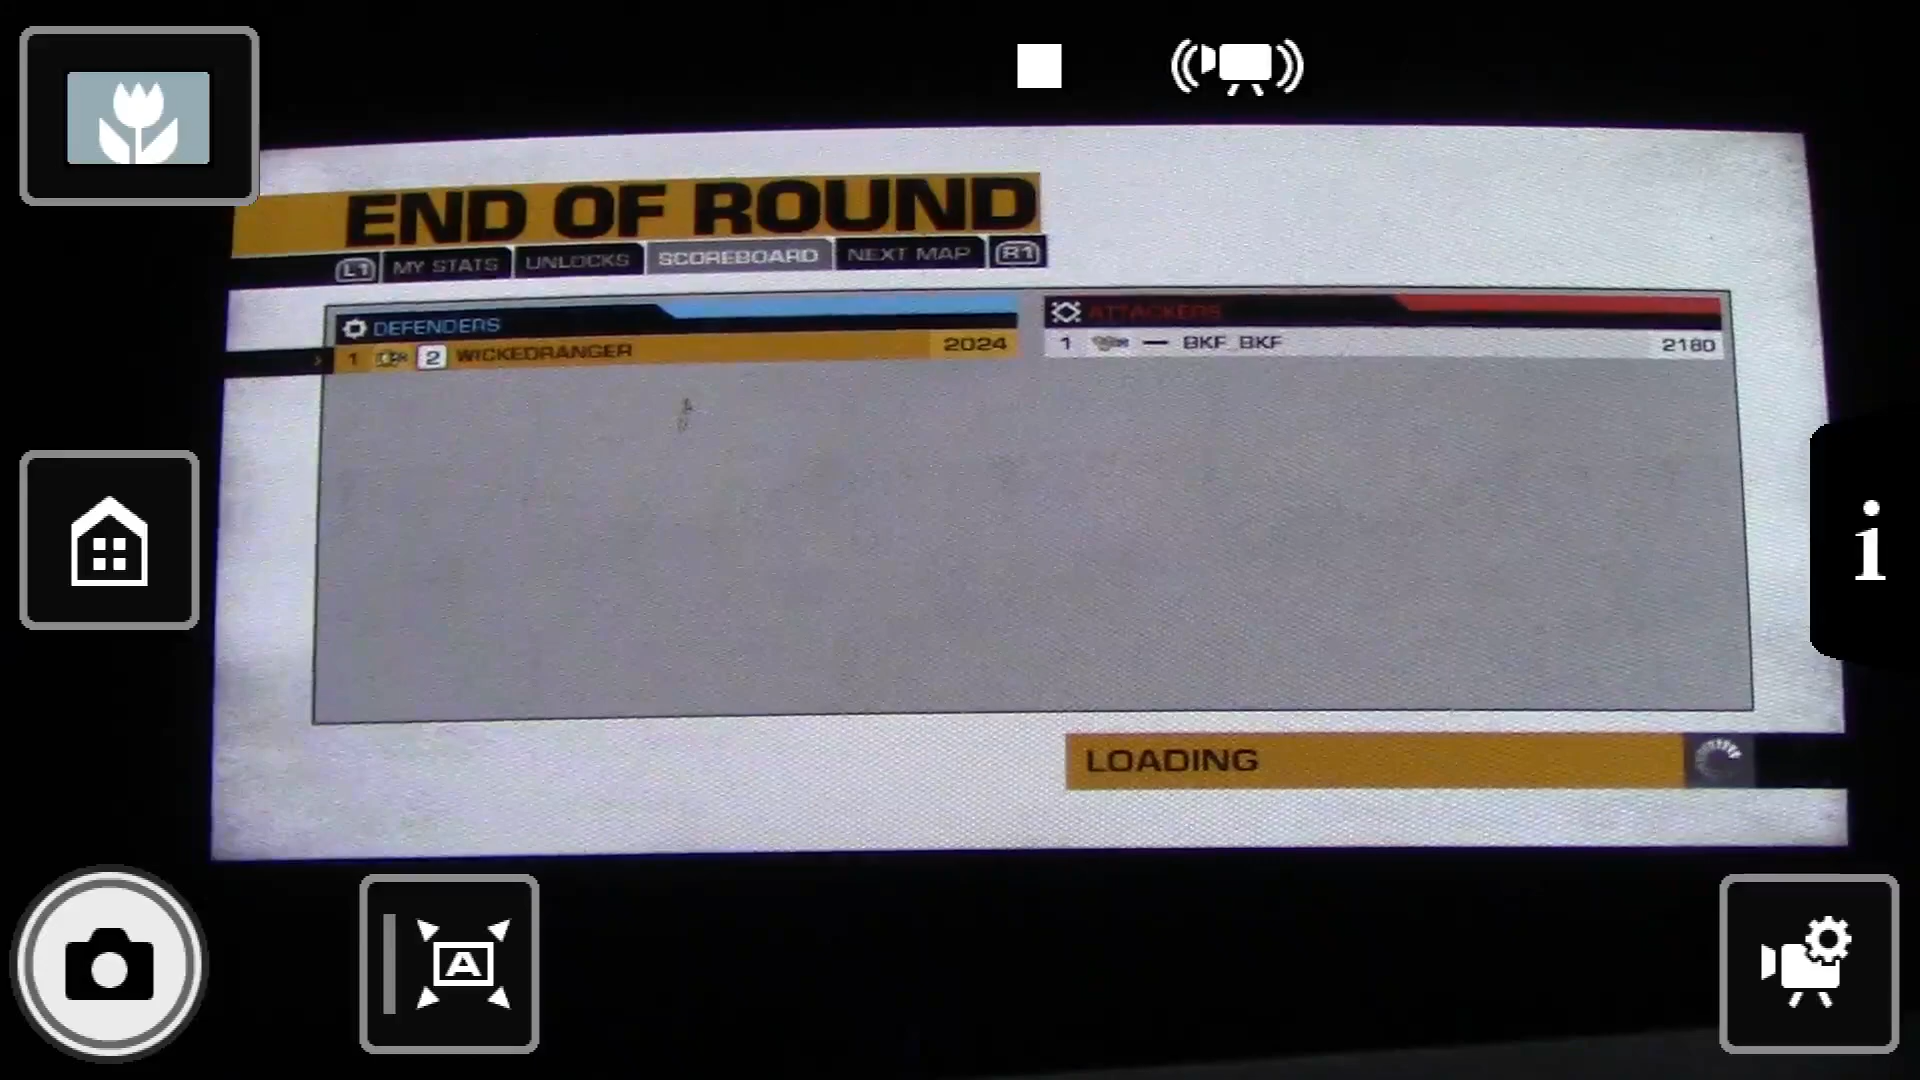 END OF ROUND
L1 MY STATS UNLOCKS SCOREBOARD NEXT MAP R1
DEFENDERS
1 2 WICKEDRANGER 2024
ATTACKERS
1 BKF_BKF 2180
LOADING
i
A